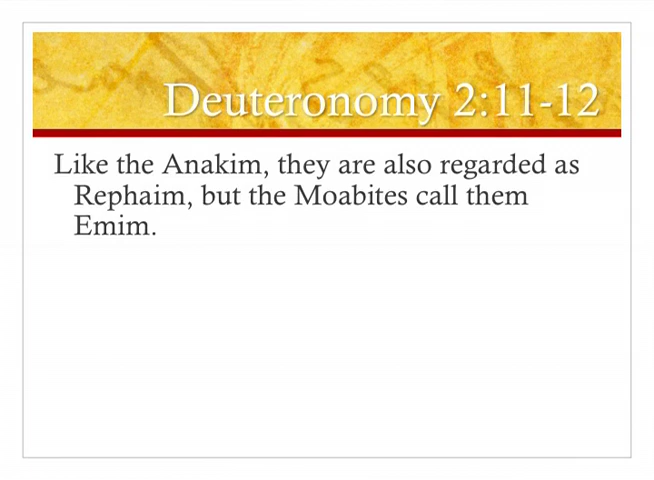 Deuteronomy 2:11-12
Like the Anakim, they are also regarded as
Rephaim, but the Moabites call them
Emim.